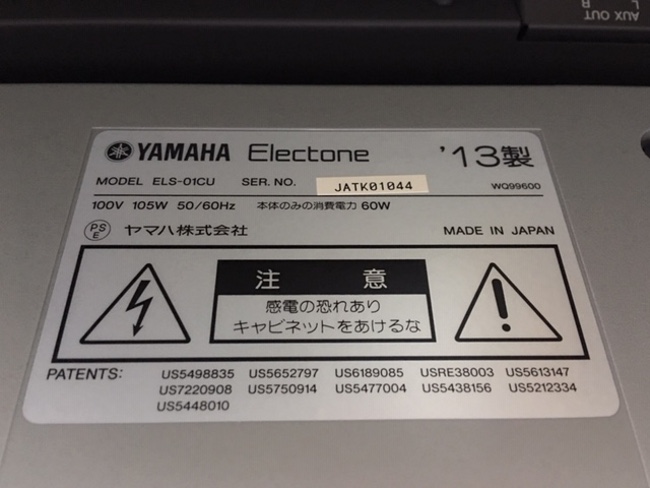 AUX OUT
L
R
YAMAHA Electone '13製
MODEL ELS-01CU SER. NO. JATK01044 WQ99600
100V 105W 50/60Hz 本体のみの消費電力 60W
PS E ヤマハ株式会社 MADE IN JAPAN
注 意
感電の恐れあり
キャビネットをあけるな
PATENTS: US5498835 US5652797 US6189085 USRE38003 US5613147
US7220908 US5750914 US5477004 US5438156 US5212334
US5448010